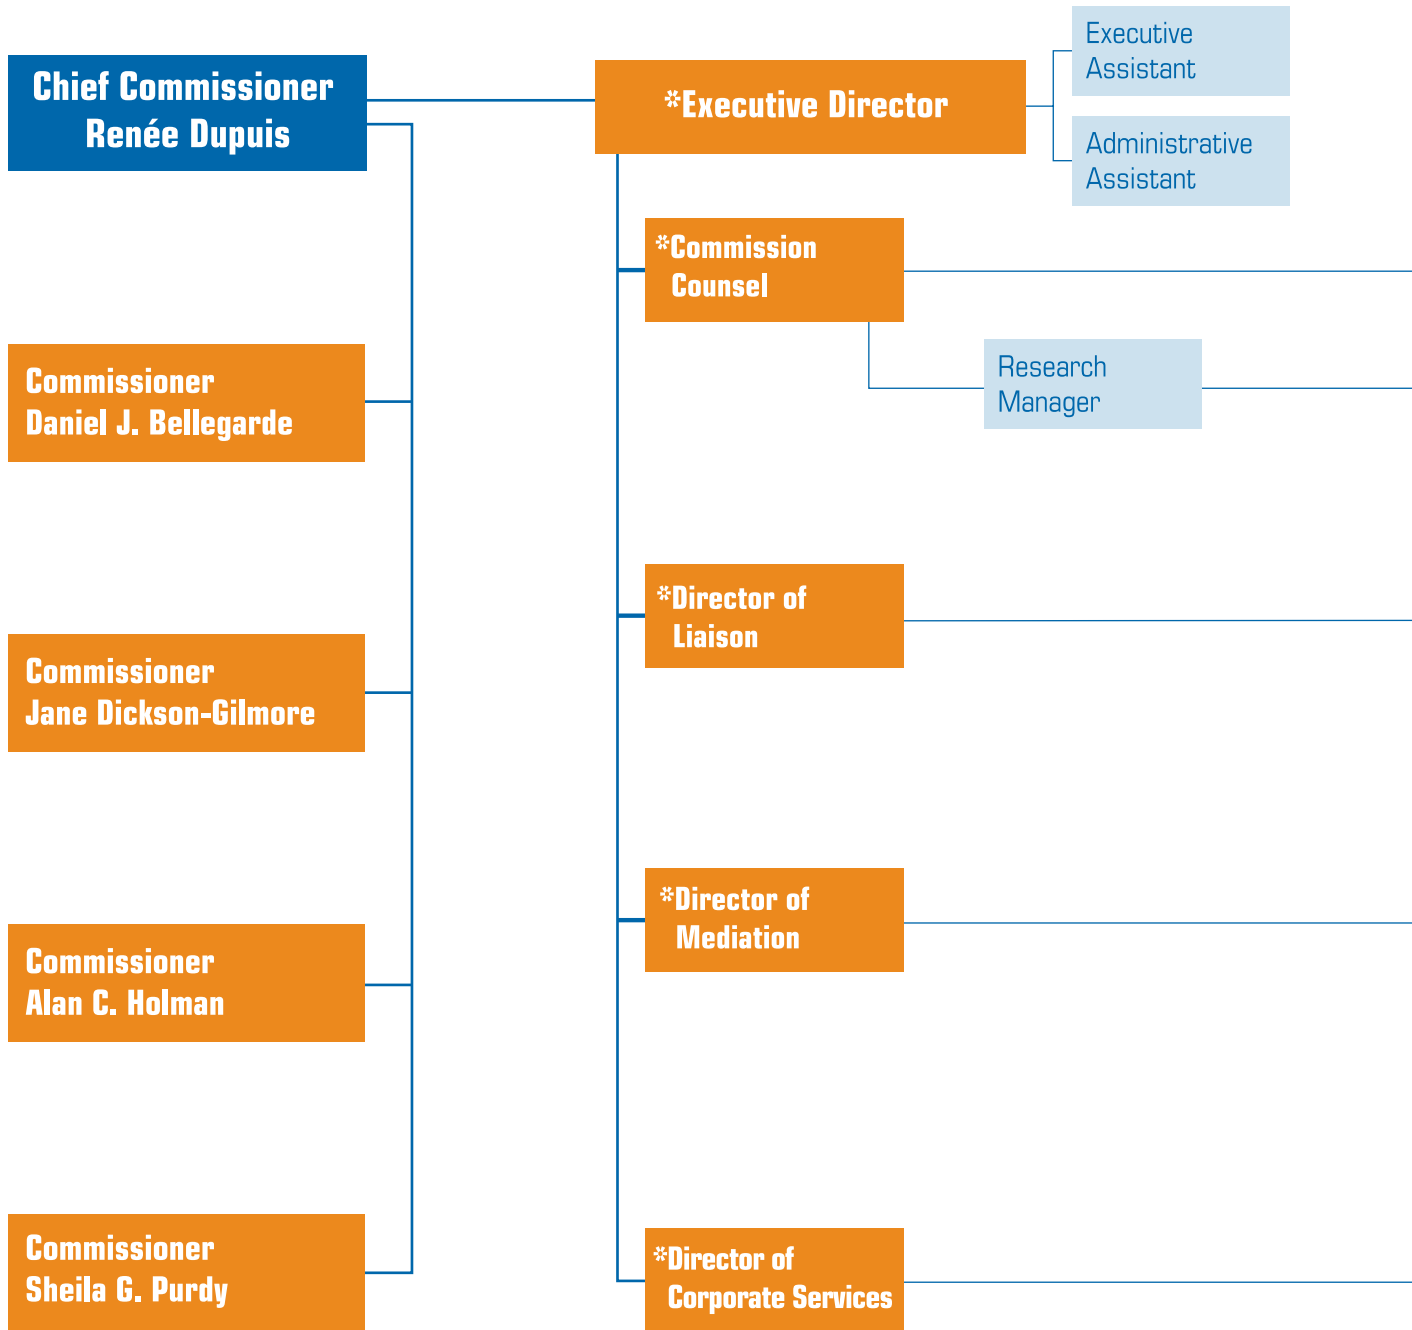 Chief Commissioner
Renée Dupuis
*Executive Director
Executive
Assistant
Administrative
Assistant
*Commission
Counsel
Research
Manager
Commissioner
Daniel J. Bellegarde
*Director of
Liaison
Commissioner
Jane Dickson-Gilmore
*Director of
Mediation
Commissioner
Alan C. Holman
Commissioner
Sheila G. Purdy
*Director of
Corporate Services